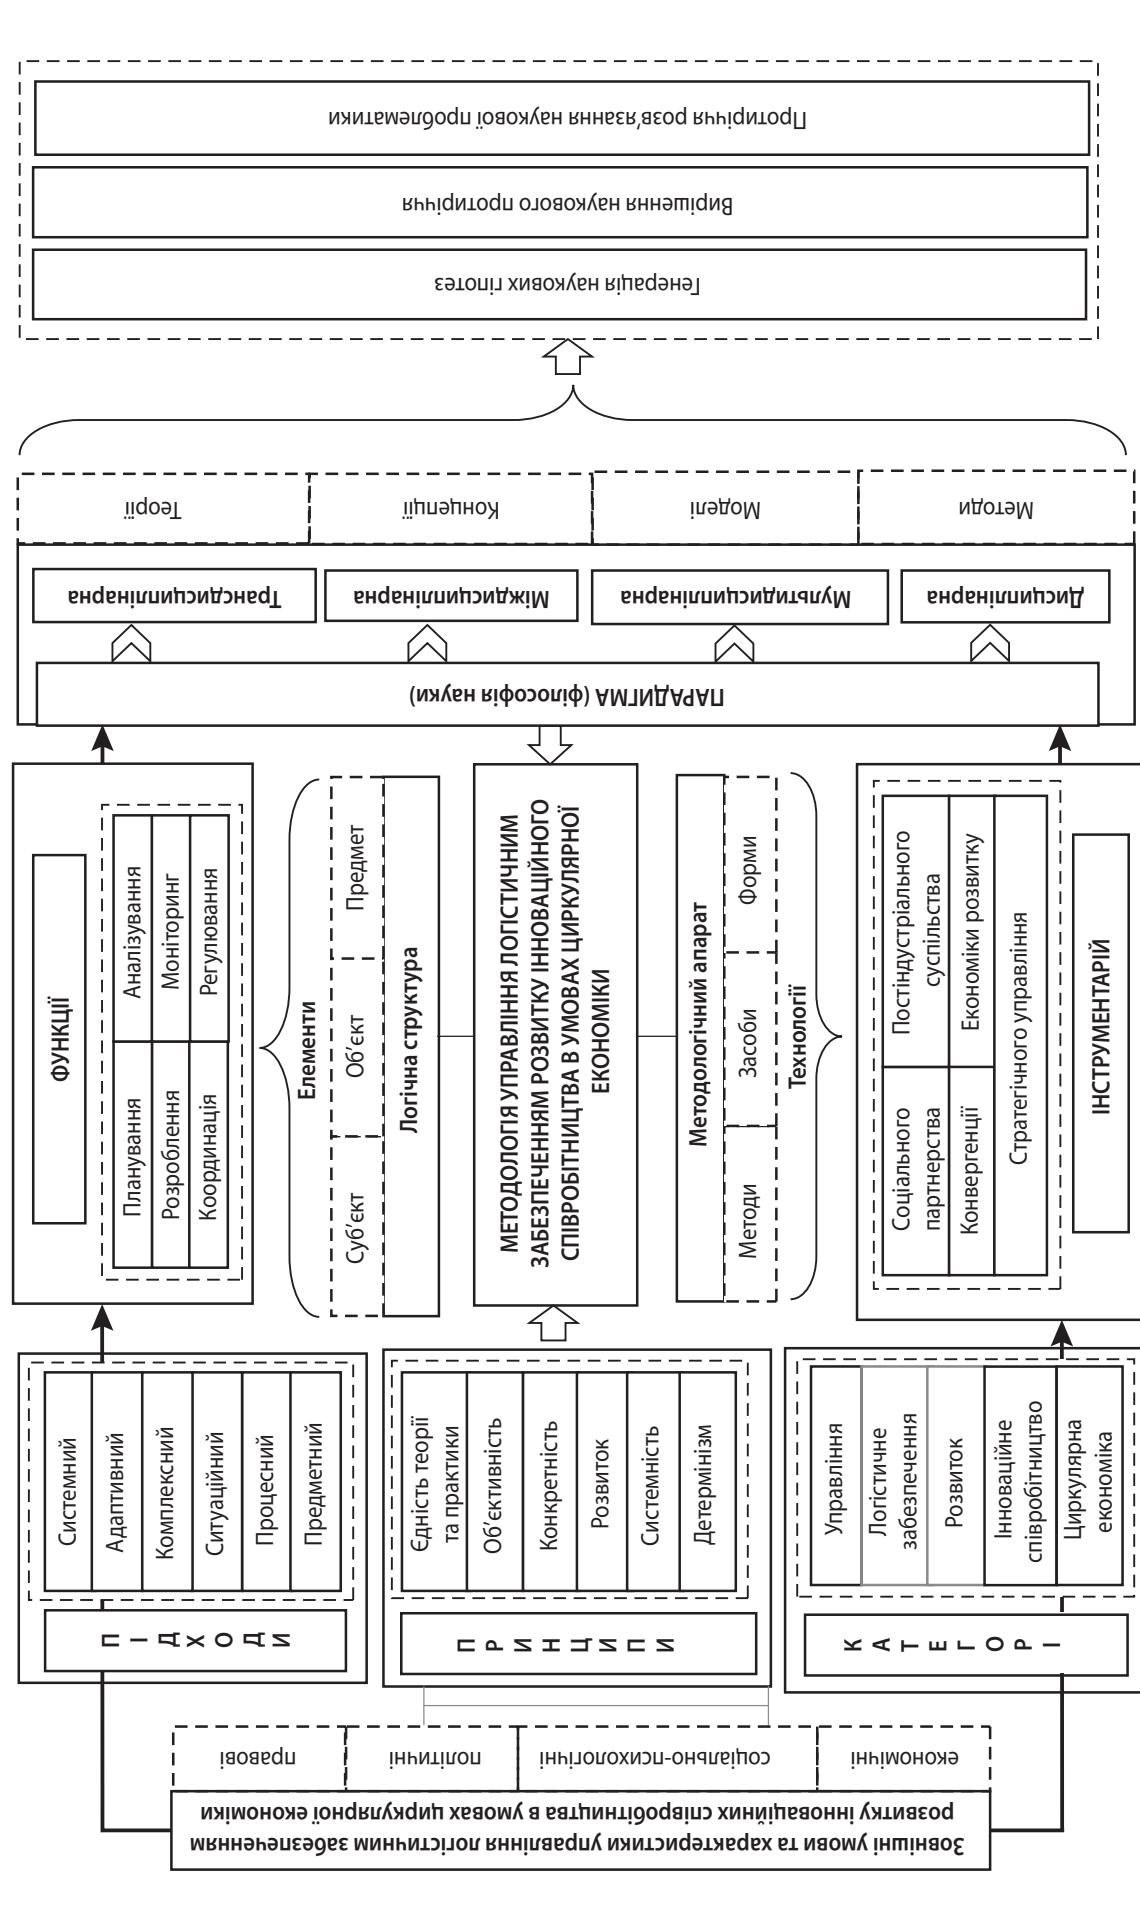 Протиріччя розв’язання наукової проблематики
Вирішення наукового протиріччя
Генерація наукових гіпотез
Теорії
Концепції
Моделі
Методи
Трансдисциплінарна
Міждисциплінарна
Мультидисциплінарна
Дисциплінарна
ПАРАДИГМА (філософія науки)
ФУНКЦІЇ
Планування
Аналізування
Розроблення
Моніторинг
Координація
Регулювання
Елементи
Суб’єкт
Об’єкт
Предмет
Логічна структура
МЕТОДОЛОГІЯ УПРАВЛІННЯ ЛОГІСТИЧНИМ
ЗАБЕЗПЕЧЕННЯМ РОЗВИТКУ ІННОВАЦІЙНОГО
СПІВРОБІТНИЦТВА В УМОВАХ ЦИРКУЛЯРНОЇ
ЕКОНОМІКИ
Методологічний апарат
Методи
Засоби
Форми
Технології
Соціального
партнерства
Постіндустріального
суспільства
Конвергенції
Економіки розвитку
Стратегічного управління
ІНСТРУМЕНТАРІЙ
ПІДХОДИ
Системний
Адаптивний
Комплексний
Ситуаційний
Процесний
Предметний
ПРИНЦИПИ
Єдність теорії
та практики
Об’єктивність
Конкретність
Розвиток
Системність
Детермінізм
КАТЕГОРІ
Управління
Логістичне
забезпечення
Розвиток
Інноваційне
співробітництво
Циркулярна
економіка
правові
політичні
соціально-психологічні
економічні
Зовнішні умови та характеристики управління логістичним забезпеченням
розвитку інноваційних співробітництва в умовах циркулярної економіки